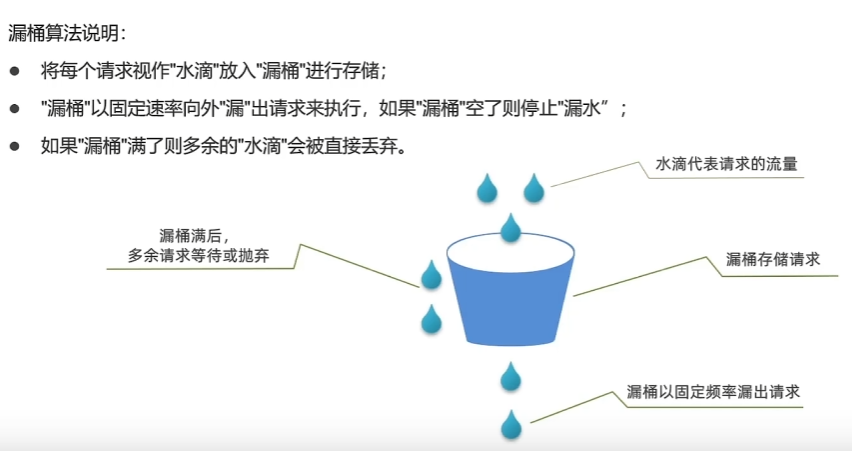 漏桶算法说明：
● 将每个请求视作"水滴"放入"漏桶"进行存储；
● "漏桶"以固定速率向外"漏"出请求来执行，如果"漏桶"空了则停止"漏水”；
● 如果"漏桶"满了则多余的"水滴"会被直接丢弃。
水滴代表请求的流量
漏桶满后，
多余请求等待或抛弃
漏桶存储请求
漏桶以固定频率漏出请求